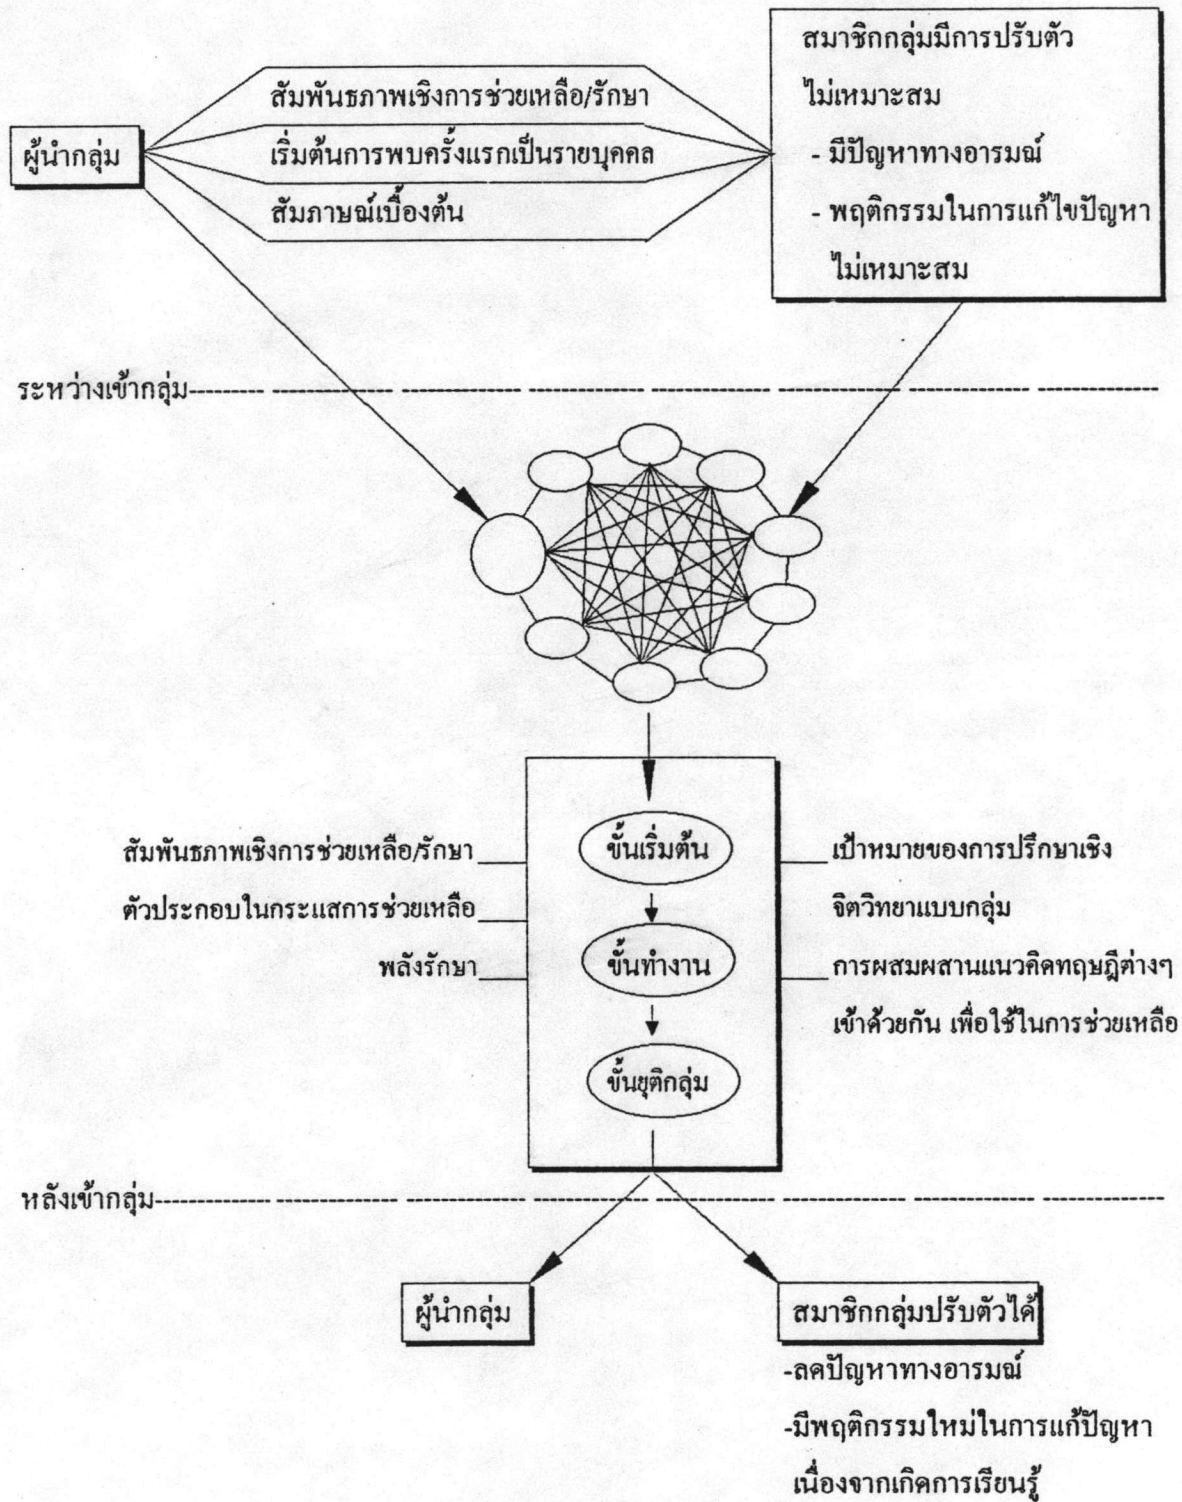 สมาชิกกลุ่มมีการปรับตัว
ไม่เหมาะสม
- มีปัญหาทางอารมณ์
- พฤติกรรมในการแก้ไขปัญหา
ไม่เหมาะสม
ผู้นำกลุ่ม
สัมพันธภาพเชิงการช่วยเหลือ/รักษา
เริ่มต้นการพบครั้งแรกเป็นรายบุคคล
สัมภาษณ์เบื้องต้น
ระหว่างเข้ากลุ่ม
สัมพันธภาพเชิงการช่วยเหลือ/รักษา
ตัวประกอบในกระแสการช่วยเหลือ
พลังรักษา
ขั้นเริ่มต้น
ขั้นทำงาน
ขั้นยุติกลุ่ม
เป้าหมายของการปรึกษาเชิง
จิตวิทยาแบบกลุ่ม
การผสมผสานแนวคิดทฤษฎีต่างๆ
เข้าด้วยกัน เพื่อใช้ในการช่วยเหลือ
หลังเข้ากลุ่ม
ผู้นำกลุ่ม
สมาชิกกลุ่มปรับตัวได้
-ลดปัญหาทางอารมณ์
-มีพฤติกรรมใหม่ในการแก้ปัญหา
เนื่องจากเกิดการเรียนรู้